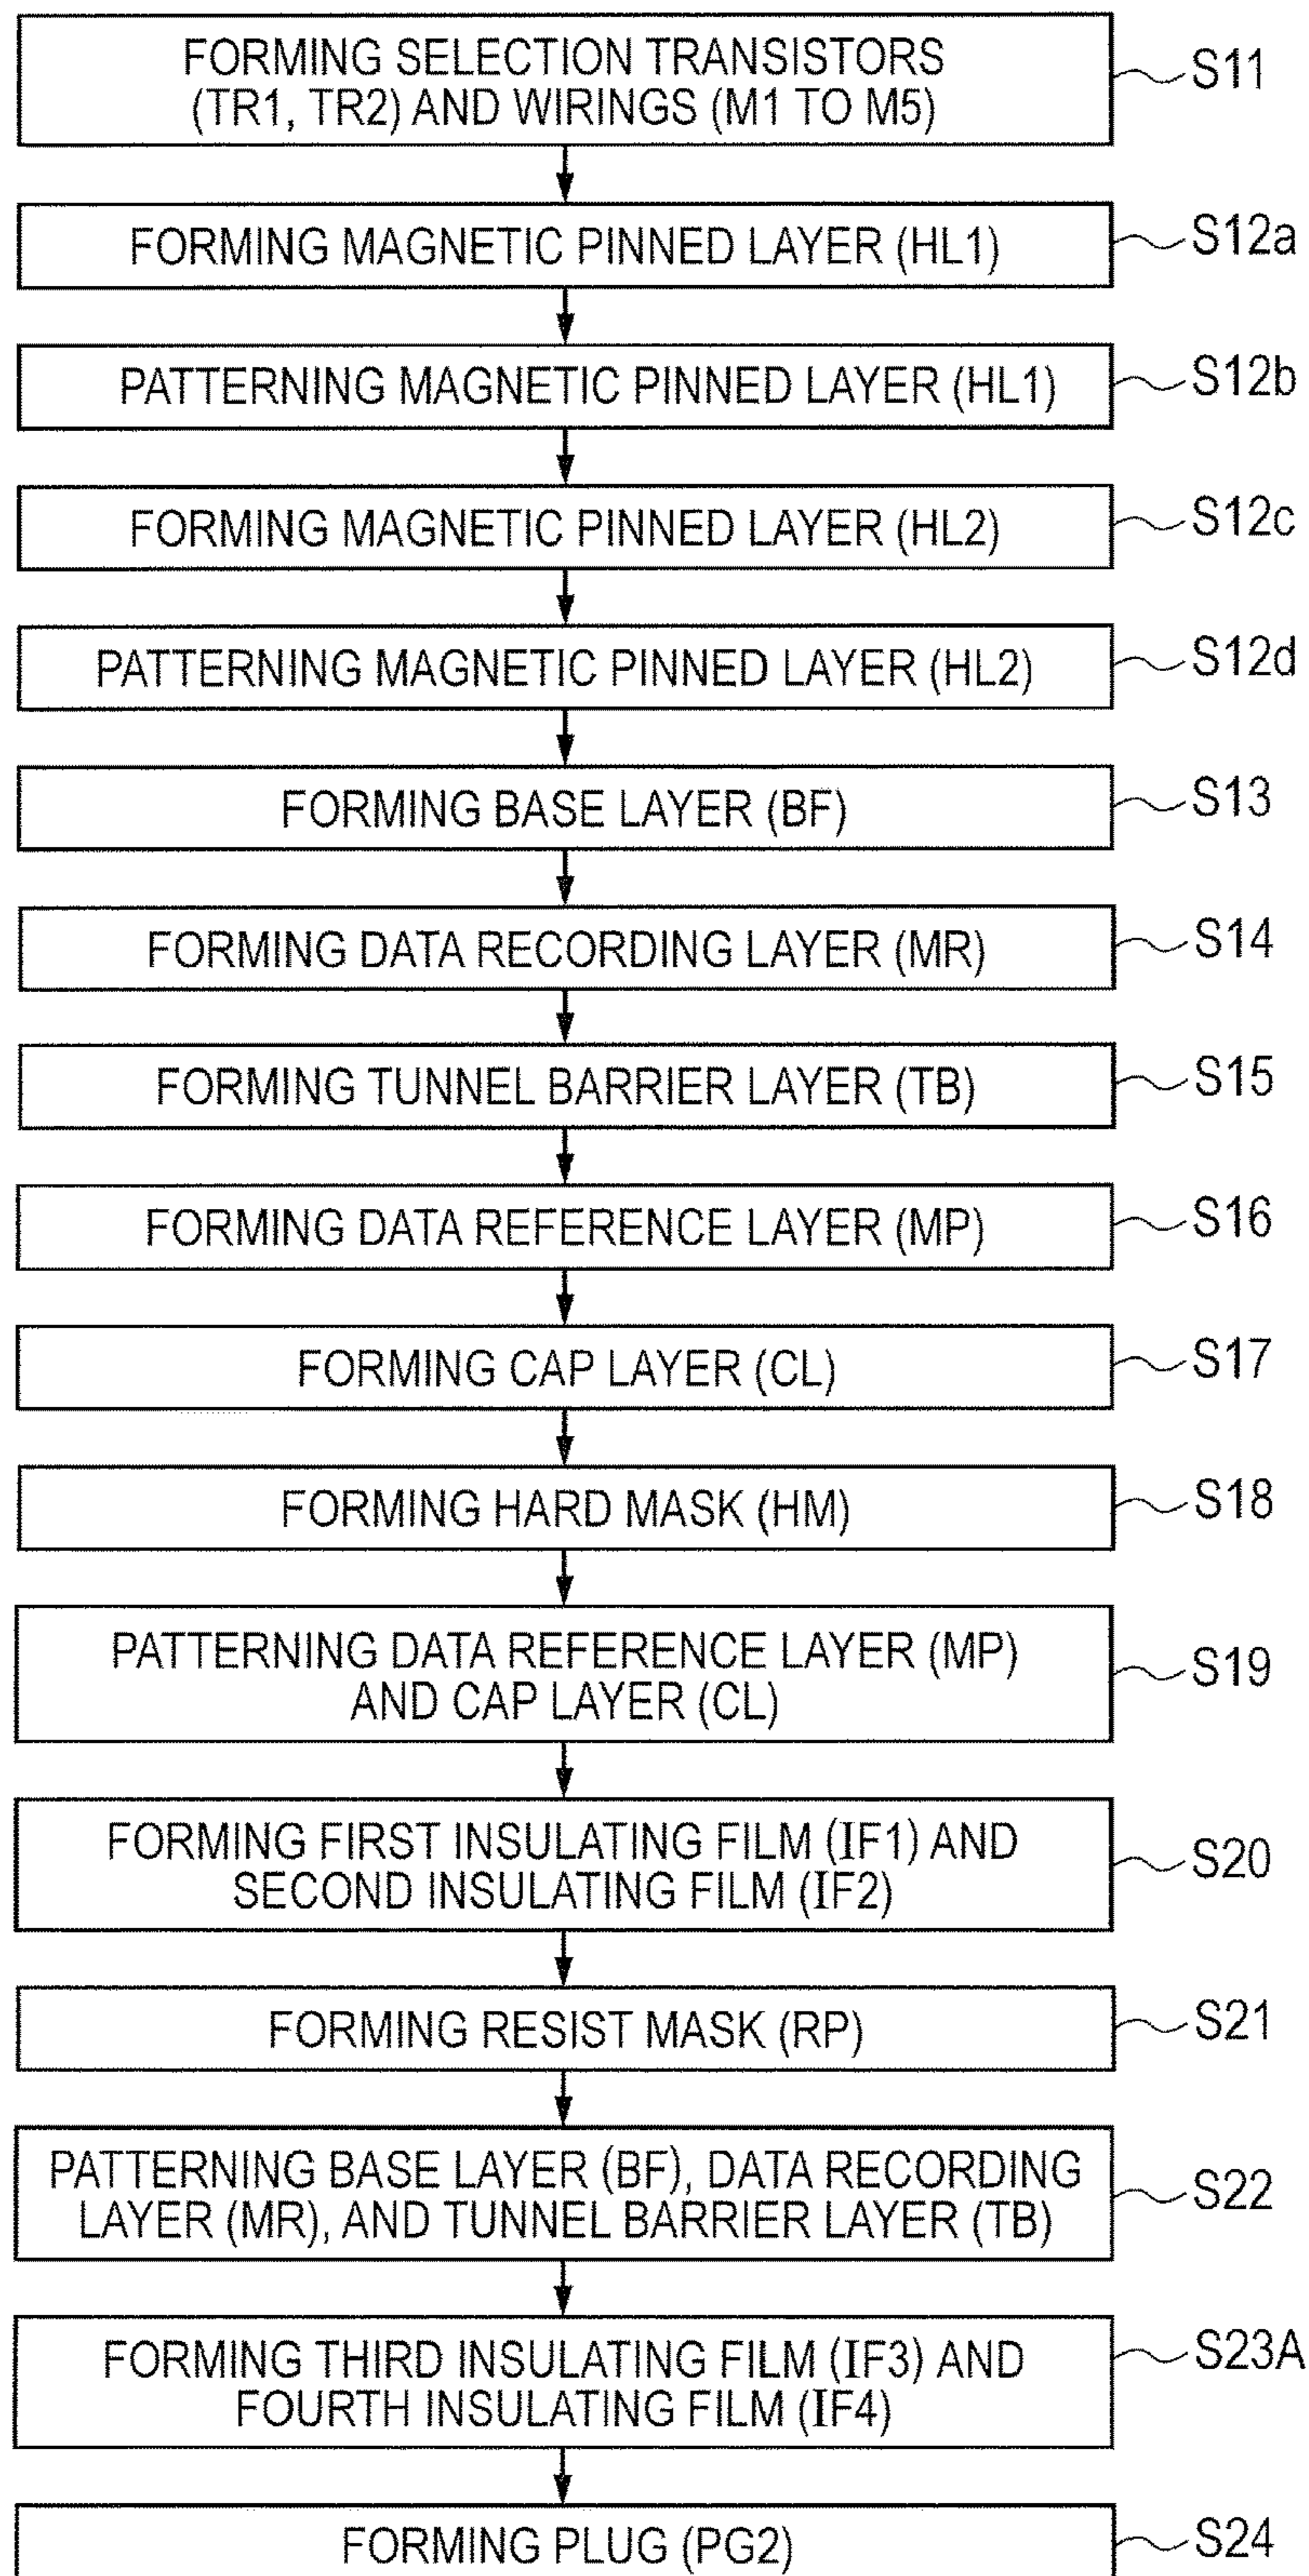 FORMING SELECTION TRANSISTORS
(TR1, TR2) AND WIRINGS (M1 TO M5)
S11
FORMING MAGNETIC PINNED LAYER (HL1)
S12a
PATTERNING MAGNETIC PINNED LAYER (HL1)
S12b
FORMING MAGNETIC PINNED LAYER (HL2)
S12c
PATTERNING MAGNETIC PINNED LAYER (HL2)
S12d
FORMING BASE LAYER (BF)
S13
FORMING DATA RECORDING LAYER (MR)
S14
FORMING TUNNEL BARRIER LAYER (TB)
S15
FORMING DATA REFERENCE LAYER (MP)
S16
FORMING CAP LAYER (CL)
S17
FORMING HARD MASK (HM)
S18
PATTERNING DATA REFERENCE LAYER (MP)
AND CAP LAYER (CL)
S19
FORMING FIRST INSULATING FILM (IF1) AND
SECOND INSULATING FILM (IF2)
S20
FORMING RESIST MASK (RP)
S21
PATTERNING BASE LAYER (BF), DATA RECORDING
LAYER (MR), AND TUNNEL BARRIER LAYER (TB)
S22
FORMING THIRD INSULATING FILM (IF3) AND
FOURTH INSULATING FILM (IF4)
S23A
FORMING PLUG (PG2)
S24